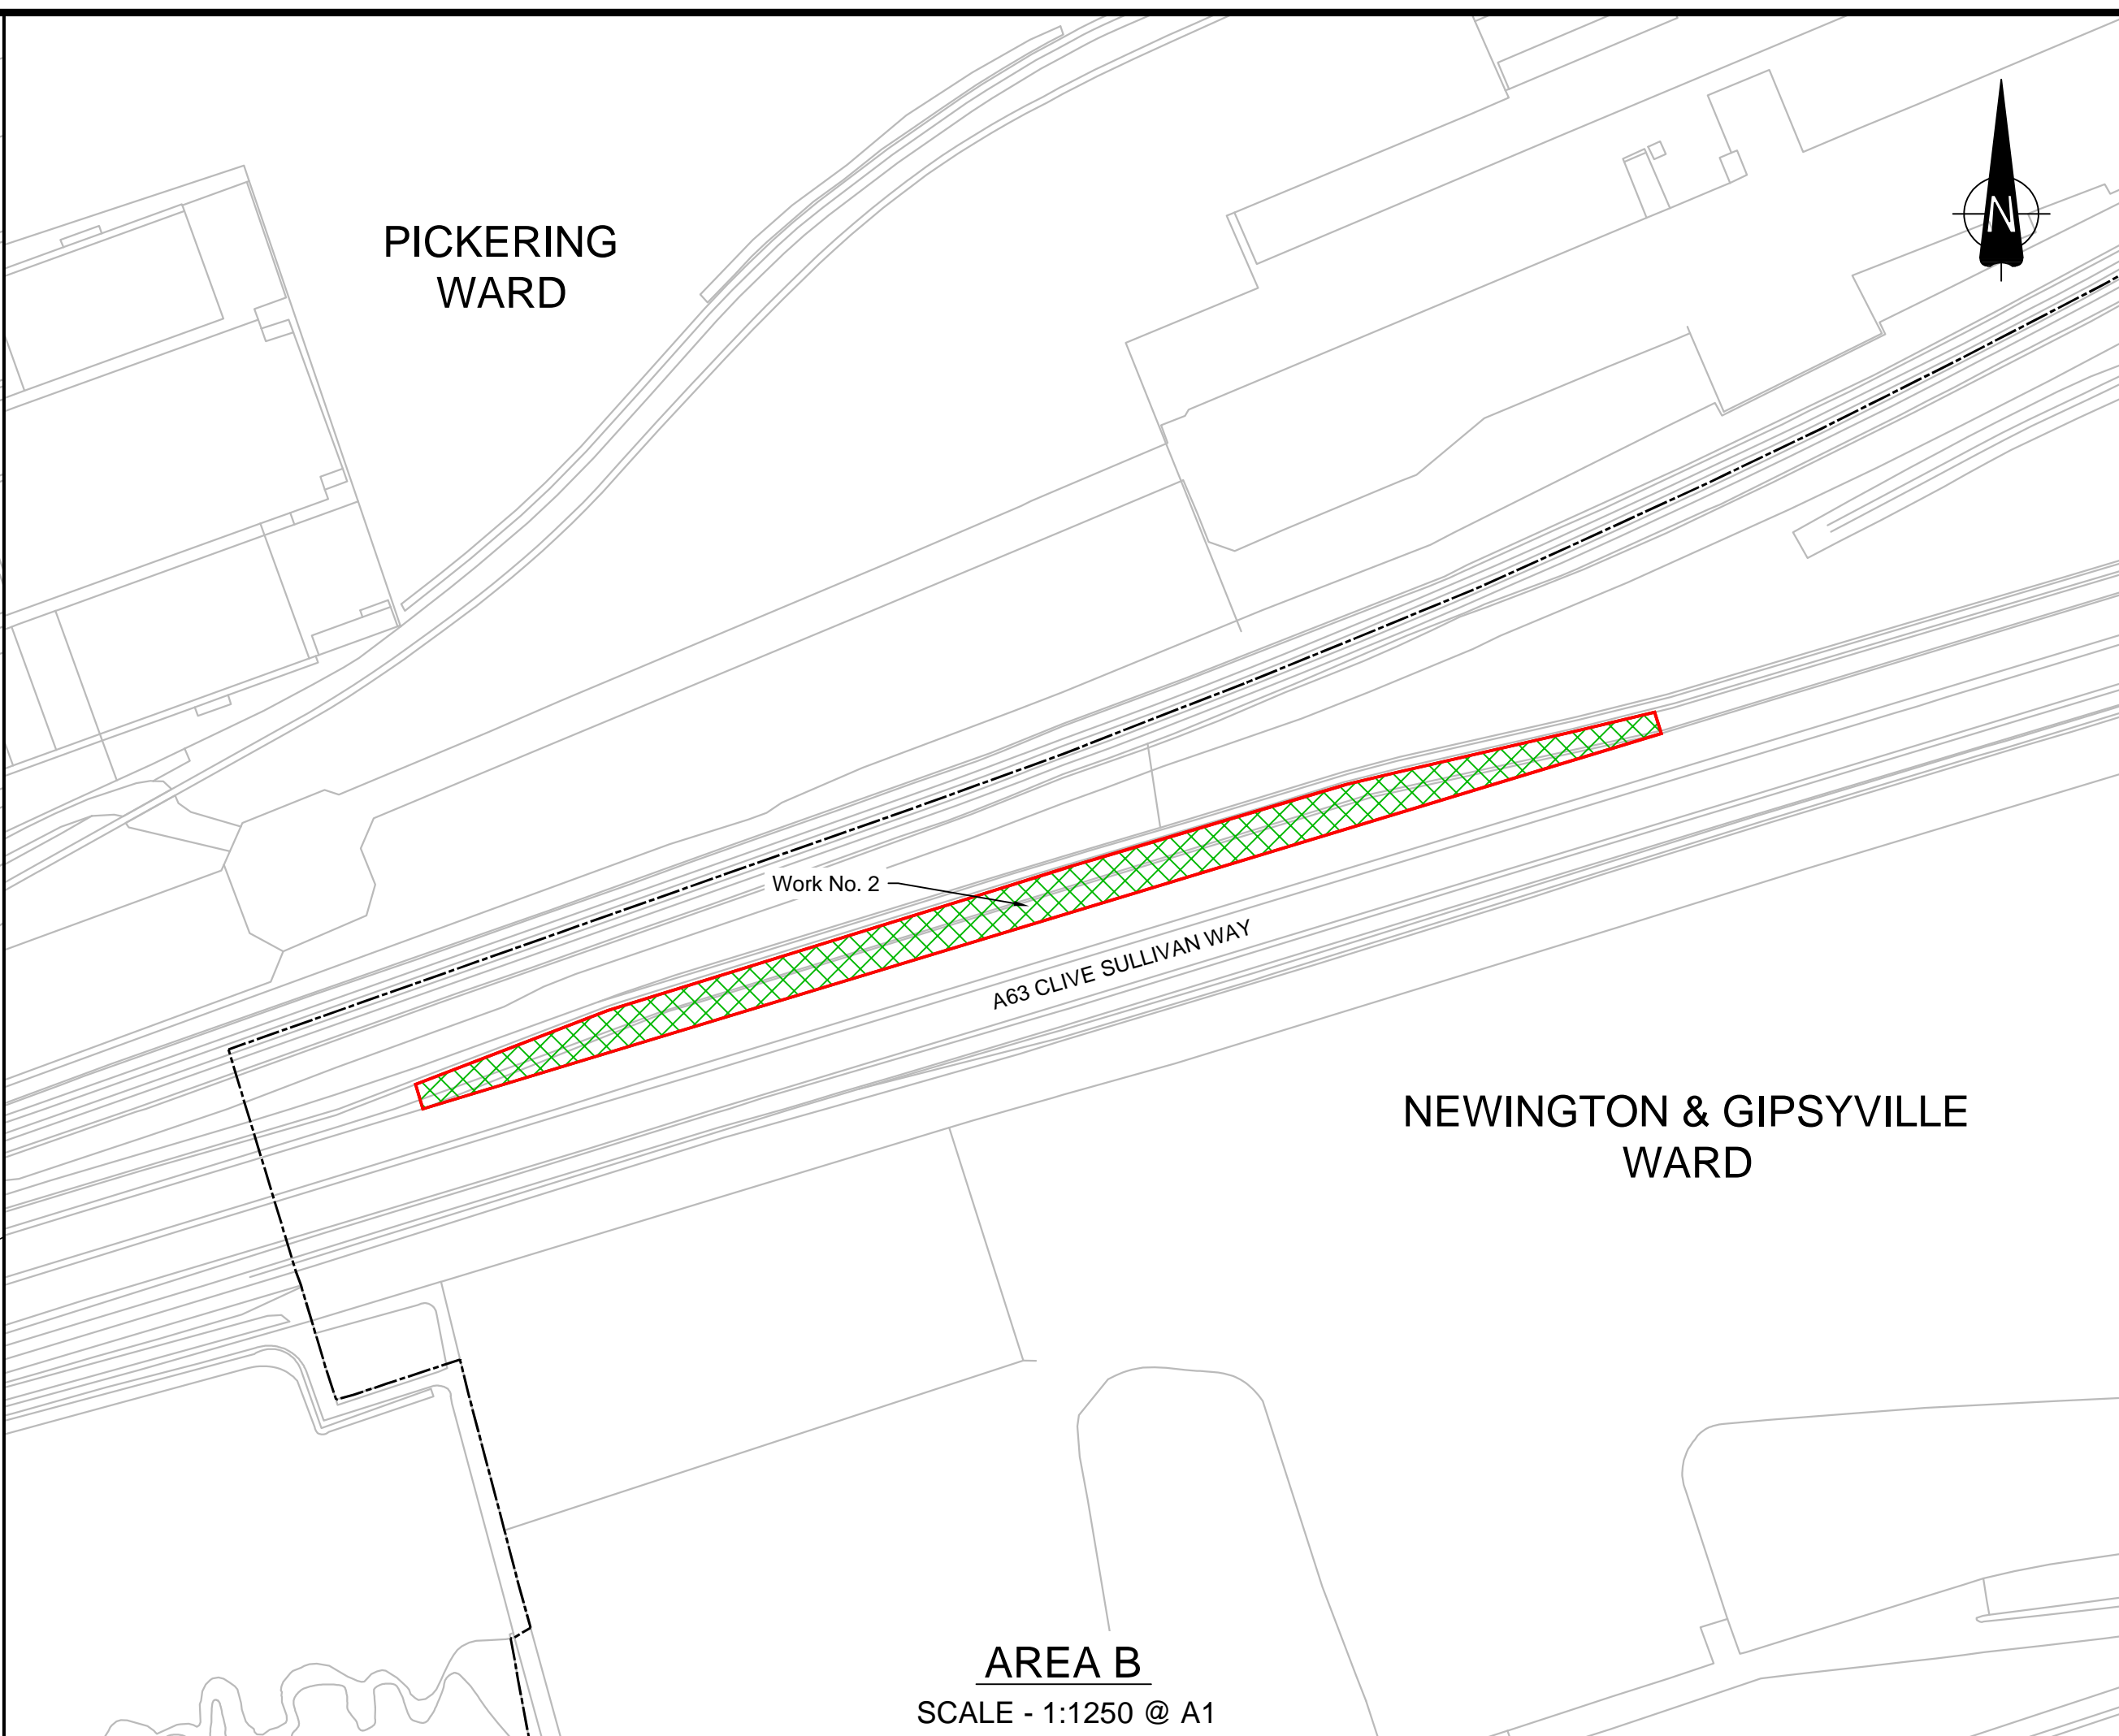 PICKERING
WARD
N
Work No. 2
A63 CLIVE SULLIVAN WAY
NEWINGTON & GIPSYVILLE
WARD
AREA B
SCALE - 1:1250 @ A1